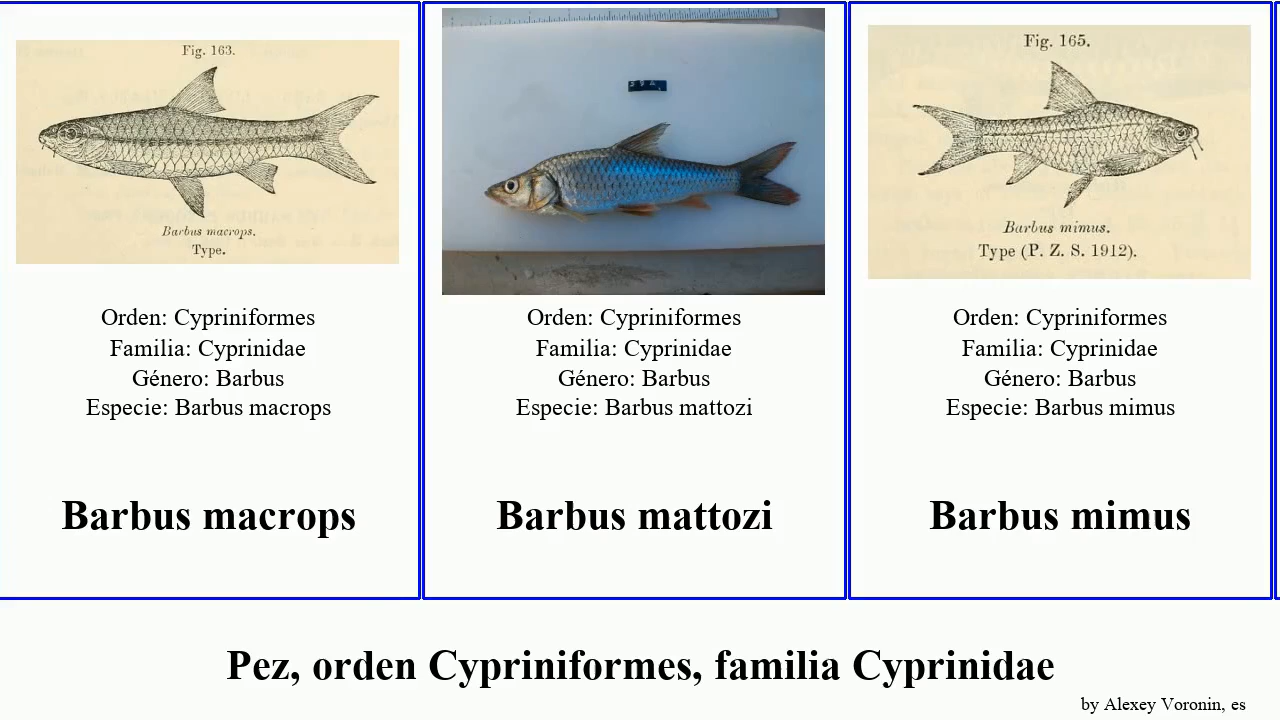 Fig. 163.
Barbus macrops.
Type.
Orden: Cypriniformes
Familia: Cyprinidae
Género: Barbus
Especie: Barbus macrops
Barbus macrops
Orden: Cypriniformes
Familia: Cyprinidae
Género: Barbus
Especie: Barbus mattozi
Barbus mattozi
Fig. 165.
Barbus mimus.
Type (P. Z. S. 1912).
Orden: Cypriniformes
Familia: Cyprinidae
Género: Barbus
Especie: Barbus mimus
Barbus mimus
Pez, orden Cypriniformes, familia Cyprinidae
by Alexey Voronin, es